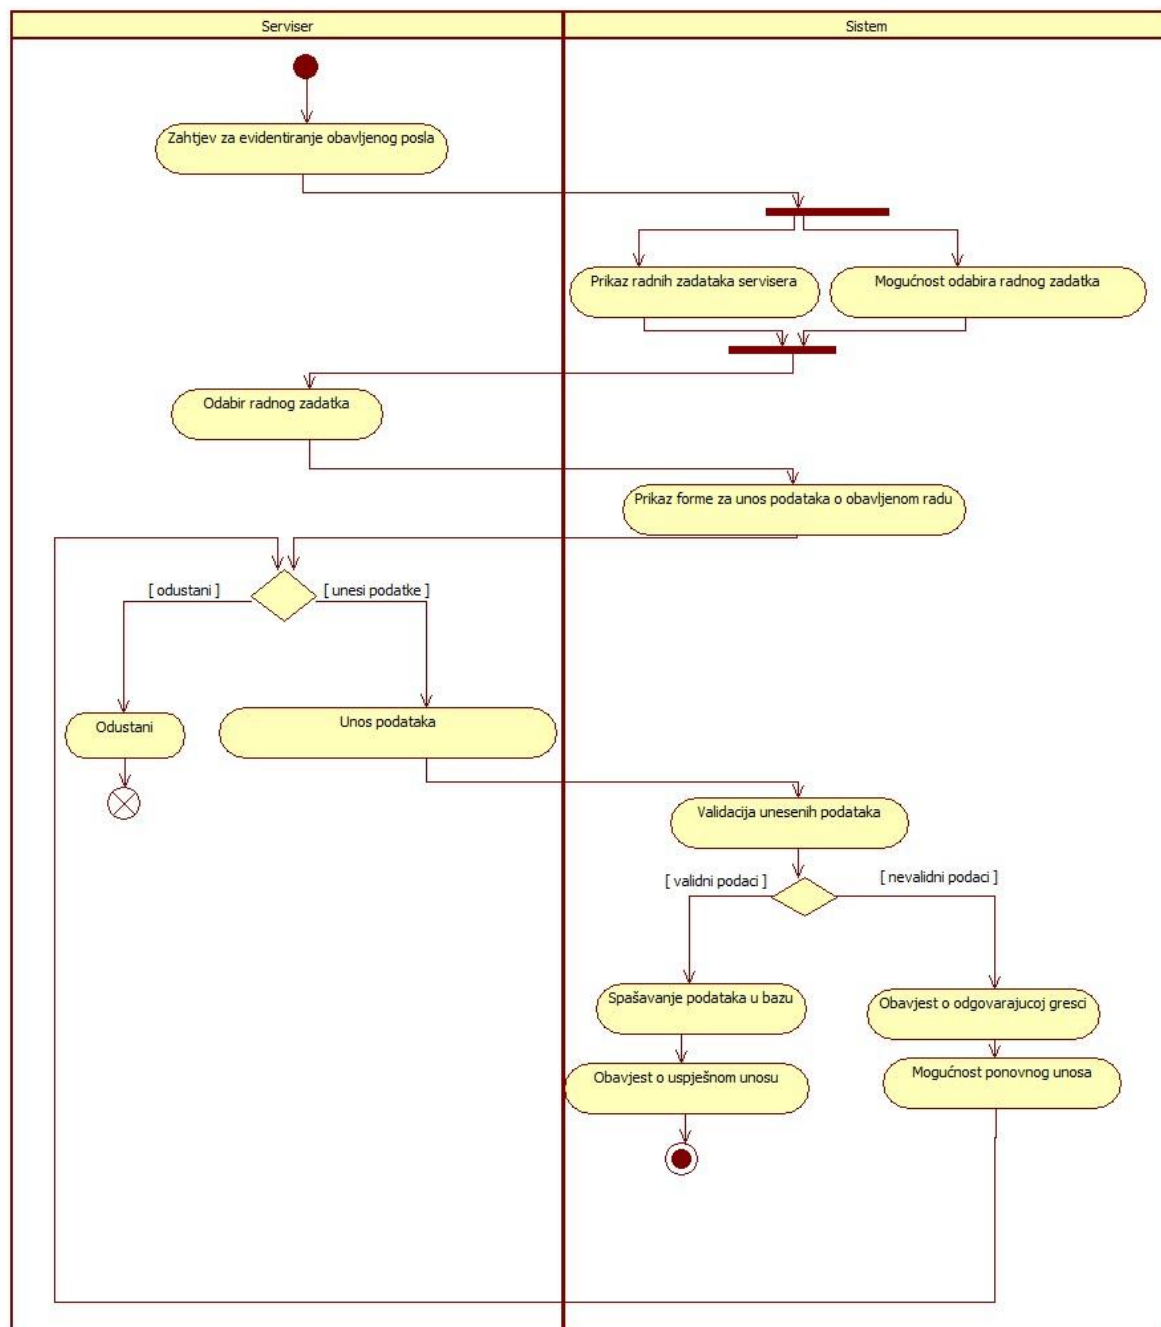 Serviser
Sistem
Zahtjev za evidentiranje obavljenog posla
Prikaz radnih zadataka servisera
Mogućnost odabira radnog zadatka
Odabir radnog zadatka
Prikaz forme za unos podataka o obavljenom radu
[ odustani ]
[ unesi podatke ]
Odustani
Unos podataka
Validacija unesenih podataka
[ validni podaci ]
[ nevalidni podaci ]
Spašavanje podataka u bazu
Obavjest o odgovarajucoj gresci
Obavjest o uspješnom unosu
Mogućnost ponovnog unosa